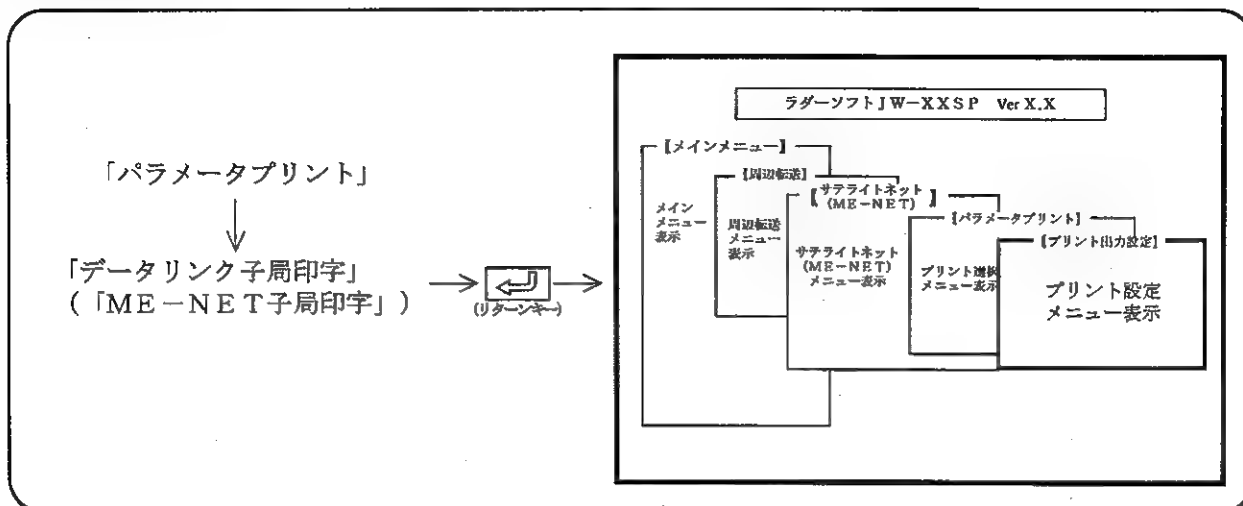 「パラメータプリント」
「データリンク子局印字」
(「ME－NET子局印字」)
(リターンキー)
ラダーソフトJW－XXSP Ver X.X
【メインメニュー】
メイン
メニュー
表示
【周辺転送】
周辺転送
メニュー
表示
【サテライトネット
(ME－NET)】
サテライトネット
(ME－NET)
メニュー表示
【パラメータプリント】
プリント選択
メニュー表示
【プリント出力設定】
プリント設定
メニュー表示